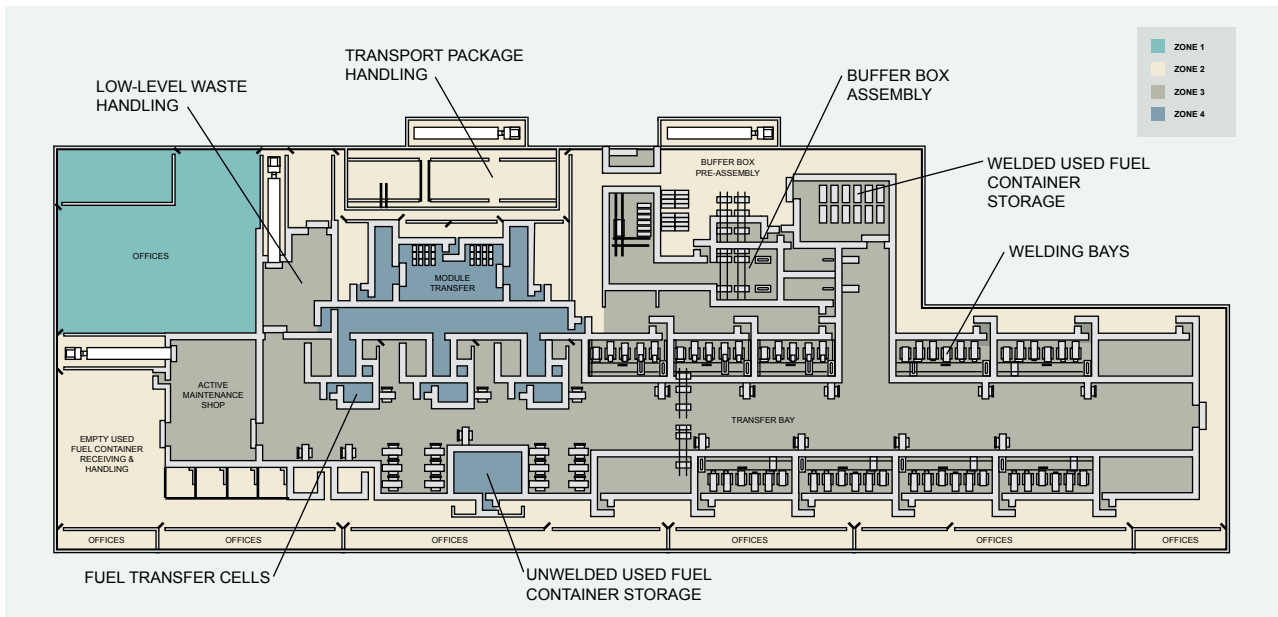 TRANSPORT PACKAGE
HANDLING
LOW-LEVEL WASTE
HANDLING
BUFFER BOX
ASSEMBLY
ZONE 1
ZONE 2
ZONE 3
ZONE 4
WELDED USED FUEL
CONTAINER
STORAGE
WELDING BAYS
BUFFER BOX
PRE-ASSEMBLY
OFFICES
MODULE
TRANSFER
ACTIVE
MAINTENANCE
SHOP
TRANSFER BAY
EMPTY USED
FUEL CONTAINER
RECEIVING &
HANDLING
OFFICES
OFFICES
OFFICES
OFFICES
OFFICES
OFFICES
FUEL TRANSFER CELLS
UNWELDED USED FUEL
CONTAINER STORAGE